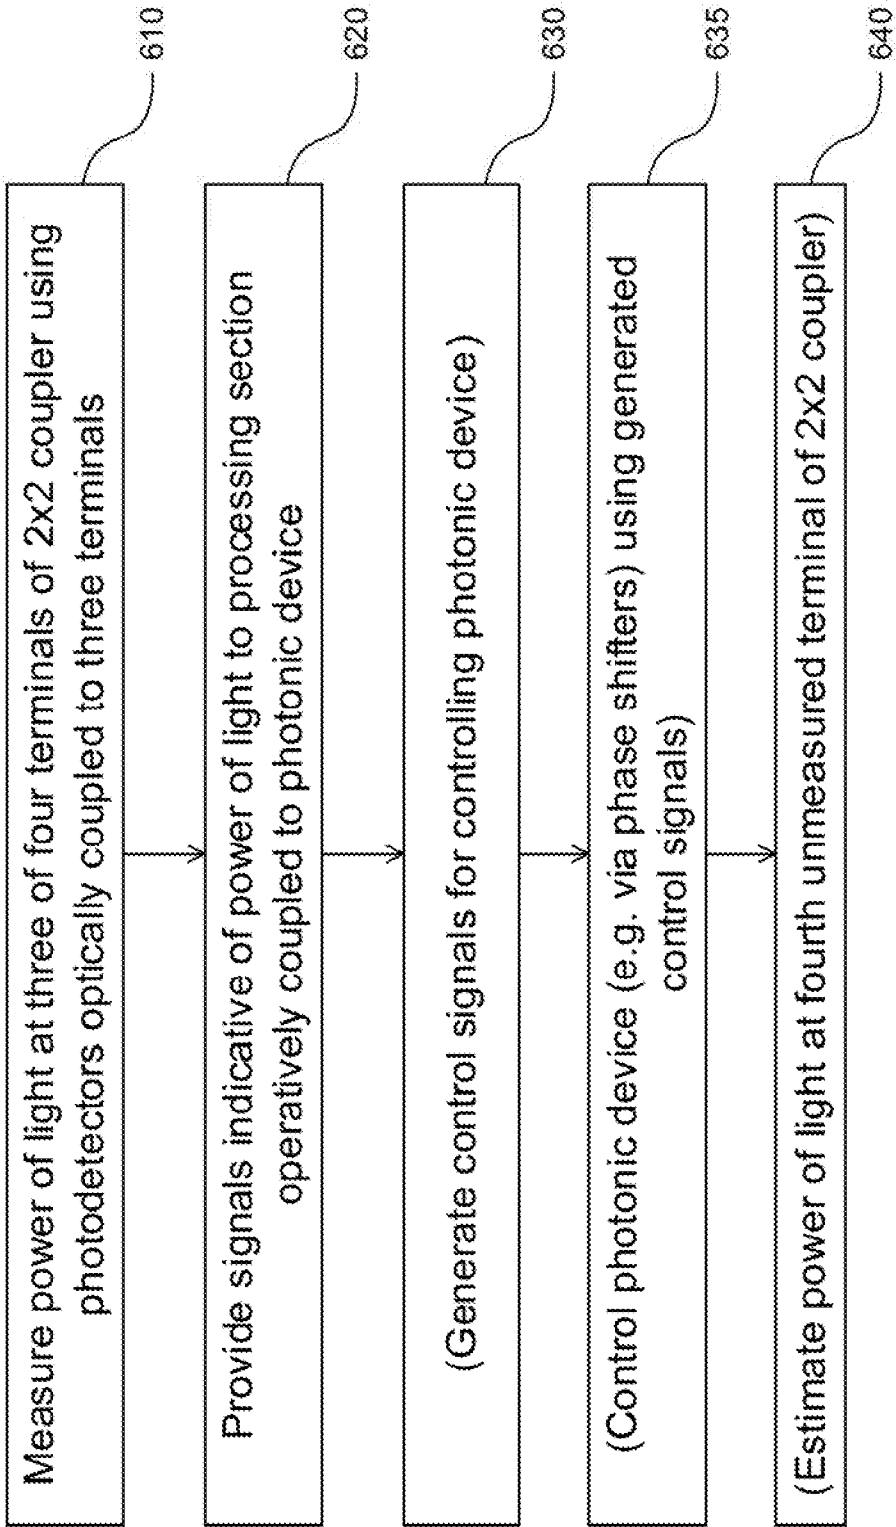 Measure power of light at three of four terminals of 2x2 coupler using
photodetectors optically coupled to three terminals
610
Provide signals indicative of power of light to processing section
operatively coupled to photonic device
620
(Generate control signals for controlling photonic device)
630
(Control photonic device (e.g. via phase shifters) using generated
control signals)
635
(Estimate power of light at fourth unmeasured terminal of 2x2 coupler)
640